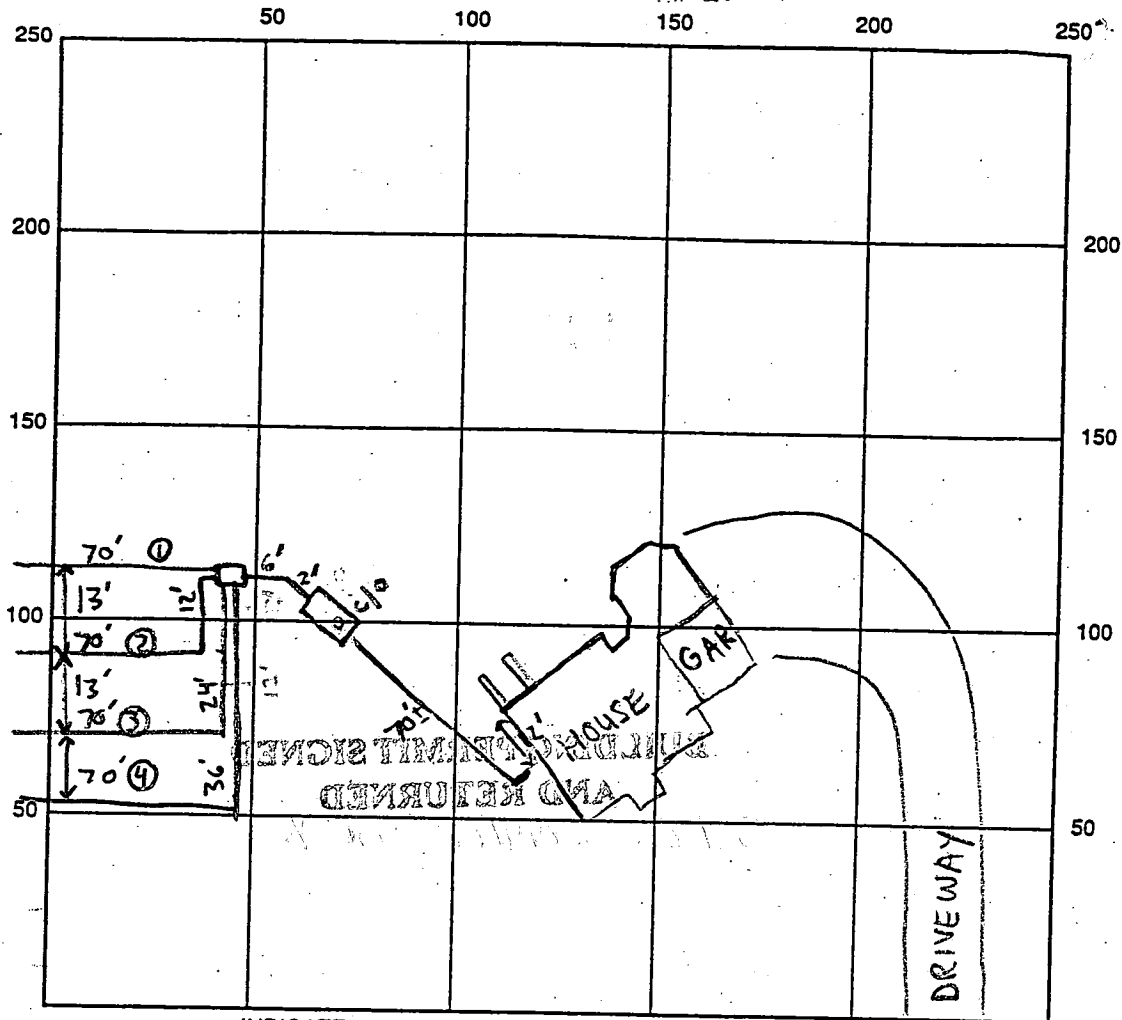 50 100 150 200 250
250
200 200
150 150
70' ①
6'
2'
C/O
13'
12'
100 100
70' ②
GAR
13'
24'
12'
70' ③
HOUSE
12'
70'±
BUILDING PERMIT SIGNED
AND RETURNED
70' ④
36'
50 50
DRIVEWAY